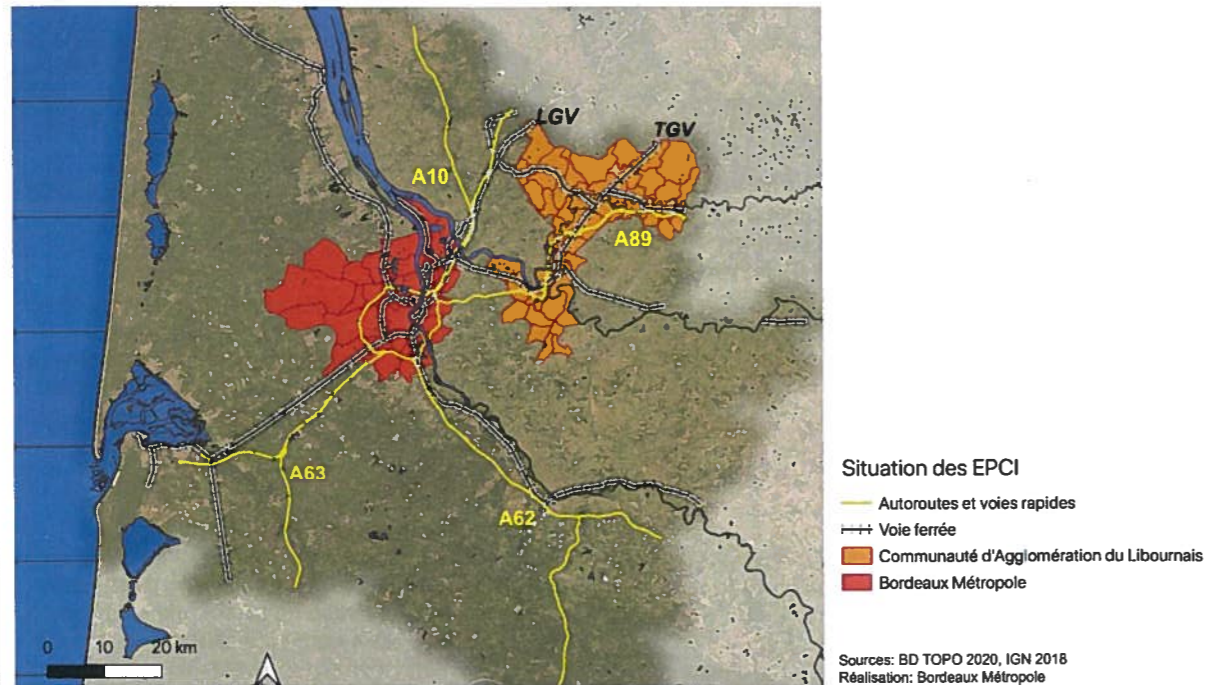 LGV
TGV
A10
A89
A63
A62
0 10 20 km
Situation des EPCI
Autoroutes et voies rapides
Voie ferrée
Communauté d'Agglomération du Libournais
Bordeaux Métropole
Sources: BD TOPO 2020, IGN 2018
Réalisation: Bordeaux Métropole